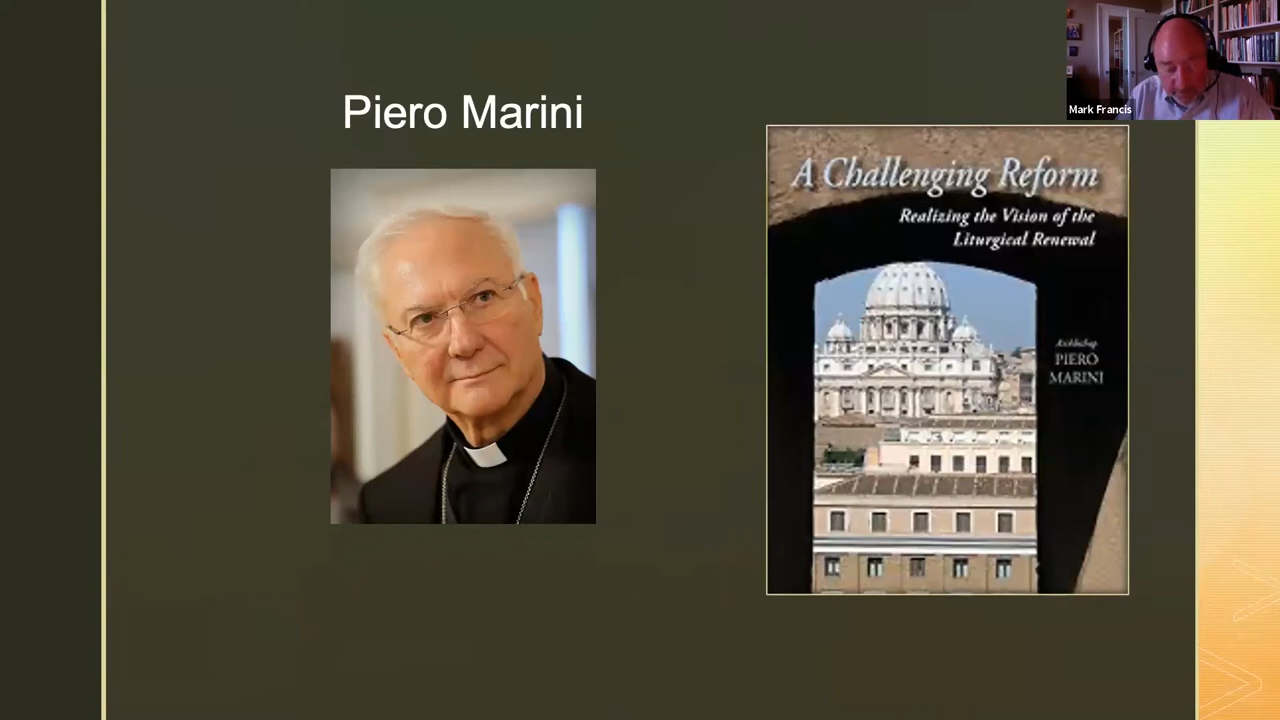 Piero Marini
A Challenging Reform
Realizing the Vision of the
Liturgical Renewal
Archbishop
PIERO
MARINI
Mark Francis